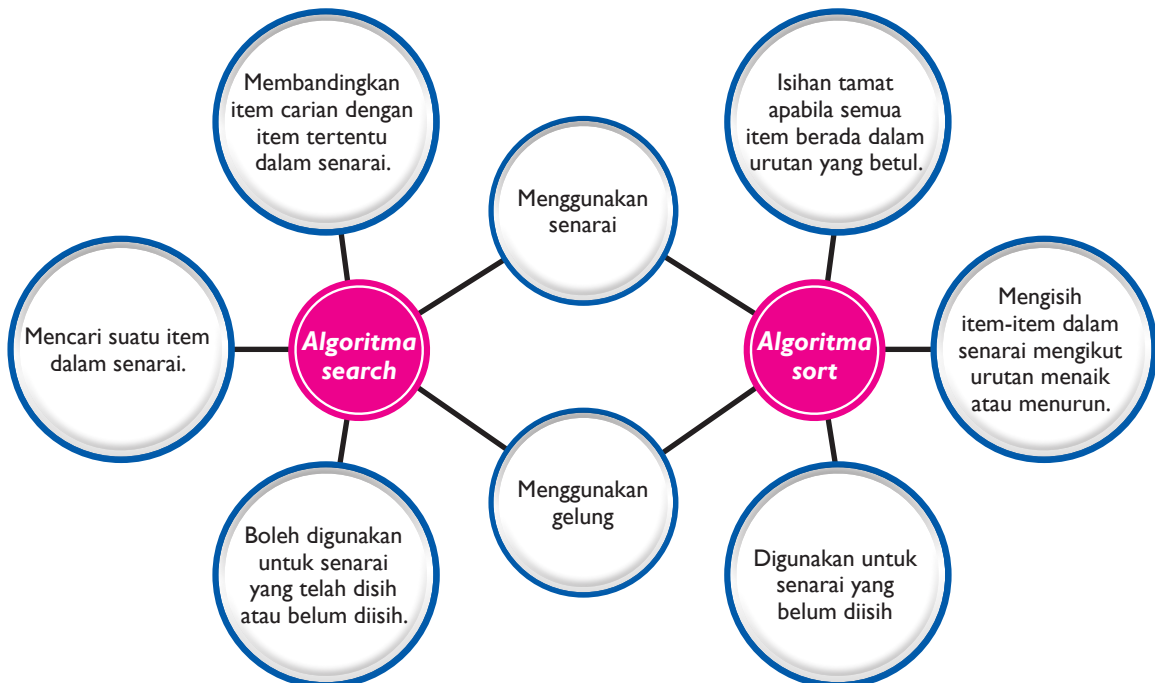 Membandingkan
item carian dengan
item tertentu
dalam senarai.
Isihan tamat
apabila semua
item berada dalam
urutan yang betul.
Menggunakan
senarai
Mencari suatu item
dalam senarai.
Algoritma
search
Algoritma
sort
Mengisih
item-item dalam
senarai mengikut
urutan menaik
atau menurun.
Menggunakan
gelung
Boleh digunakan
untuk senarai
yang telah disih
atau belum diisih.
Digunakan untuk
senarai yang
belum diisih